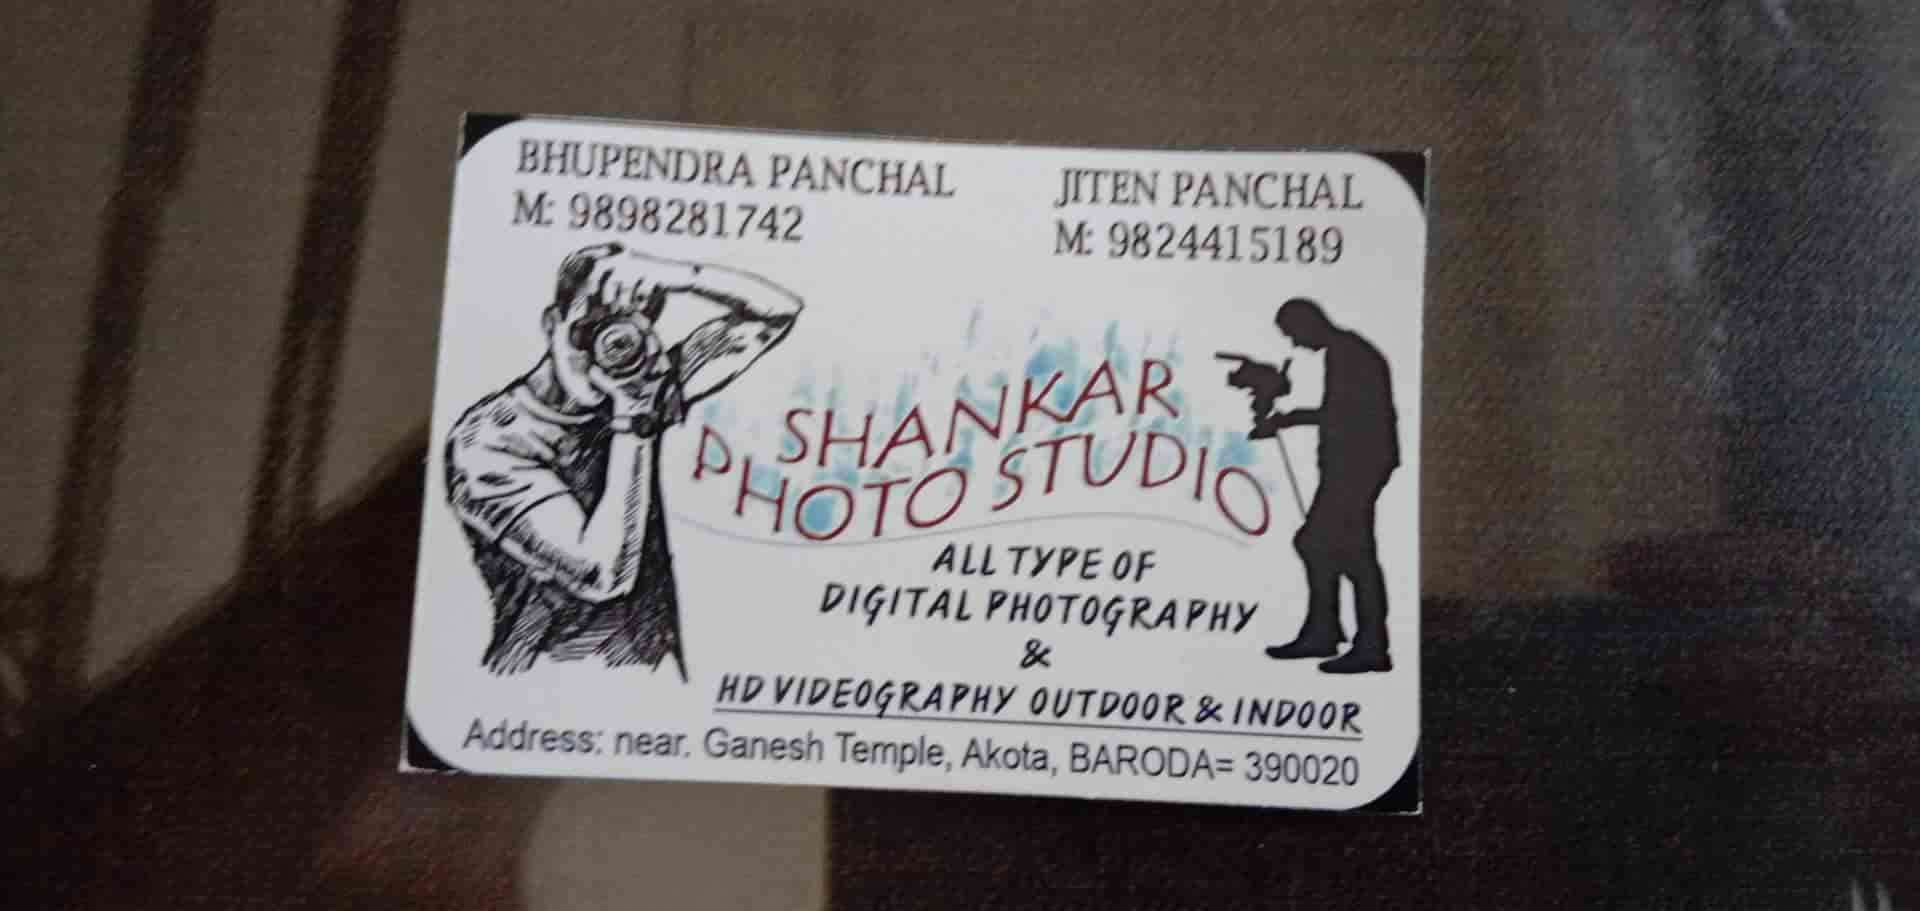 BHUPENDRA PANCHAL
M: 9898281742
JITEN PANCHAL
M: 9824415189
SHANKAR
PHOTO STUDIO
ALL TYPE OF
DIGITAL PHOTOGRAPHY
&
HD VIDEOGRAPHY OUTDOOR & INDOOR
Address: near. Ganesh Temple, Akota, BARODA= 390020